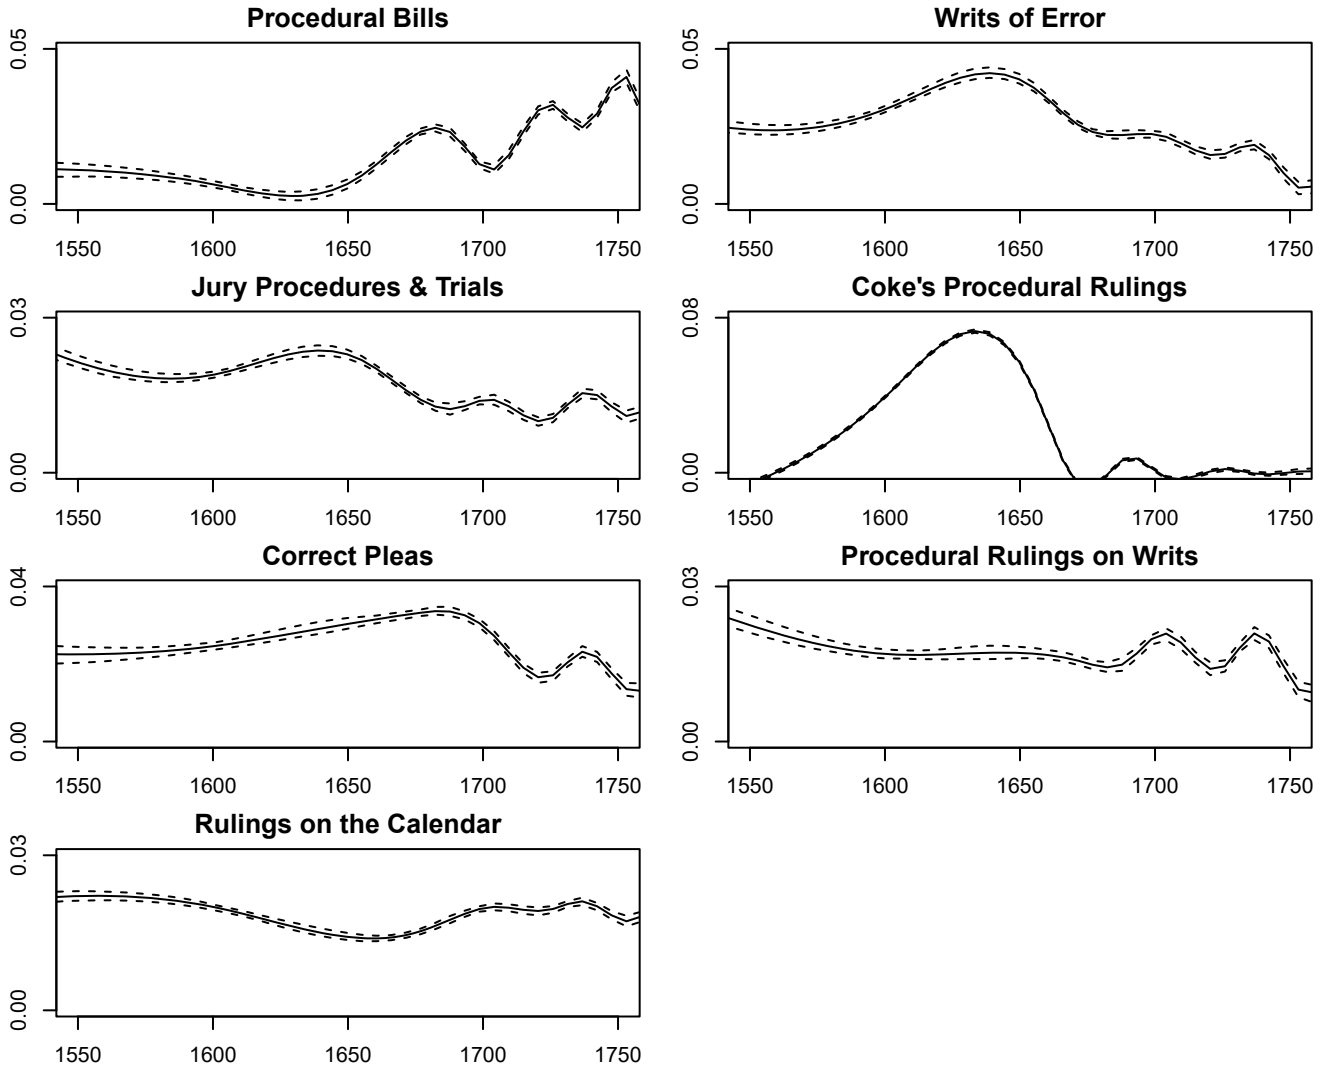 Procedural Bills
0.05
0.00
1550 1600 1650 1700 1750
Writs of Error
0.05
0.00
1550 1600 1650 1700 1750
Jury Procedures & Trials
0.03
0.00
1550 1600 1650 1700 1750
Coke's Procedural Rulings
0.08
0.00
1550 1600 1650 1700 1750
Correct Pleas
0.04
0.00
1550 1600 1650 1700 1750
Procedural Rulings on Writs
0.03
0.00
1550 1600 1650 1700 1750
Rulings on the Calendar
0.03
0.00
1550 1600 1650 1700 1750